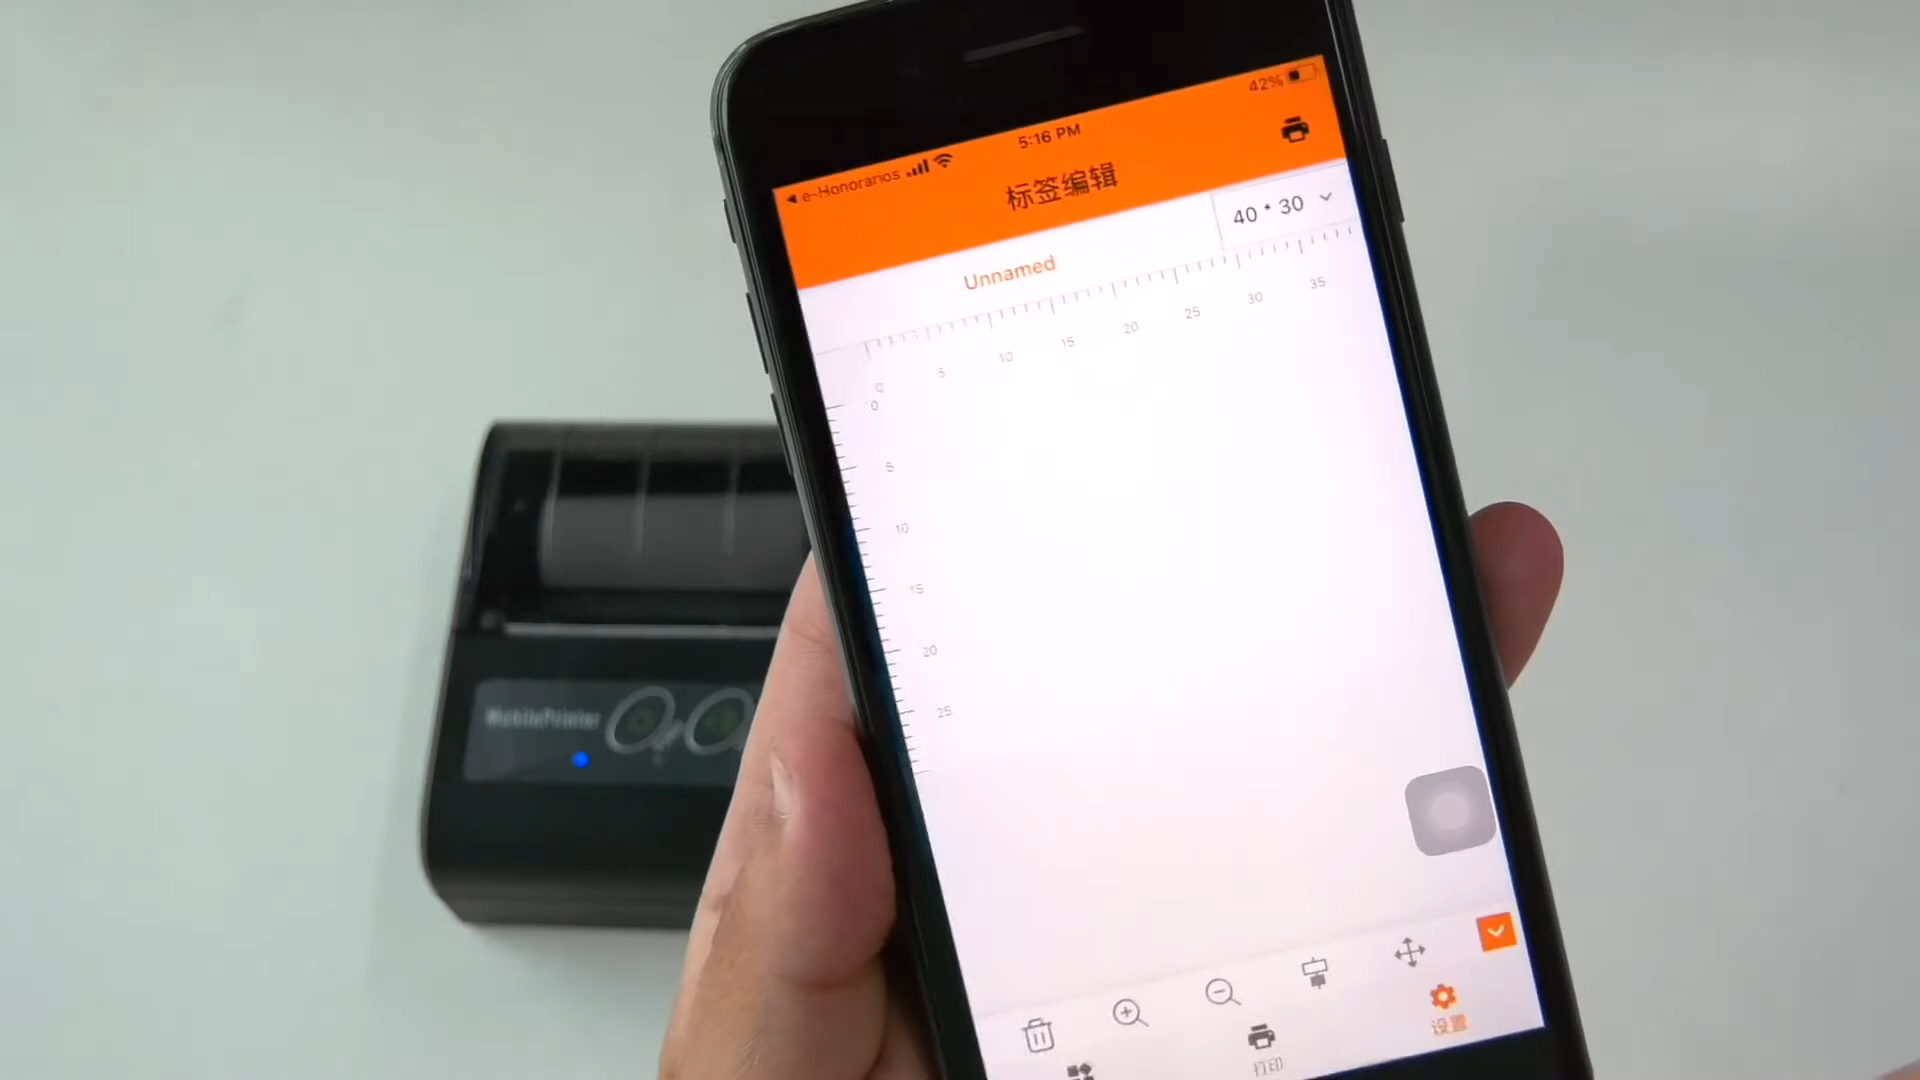 42%
5:16 PM
◀ e-Honorarios
标签编辑
40 * 30
Unnamed
0 5 10 15 20 25 30 35
0
5
10
15
20
25
MobilePrinter
设置
打印